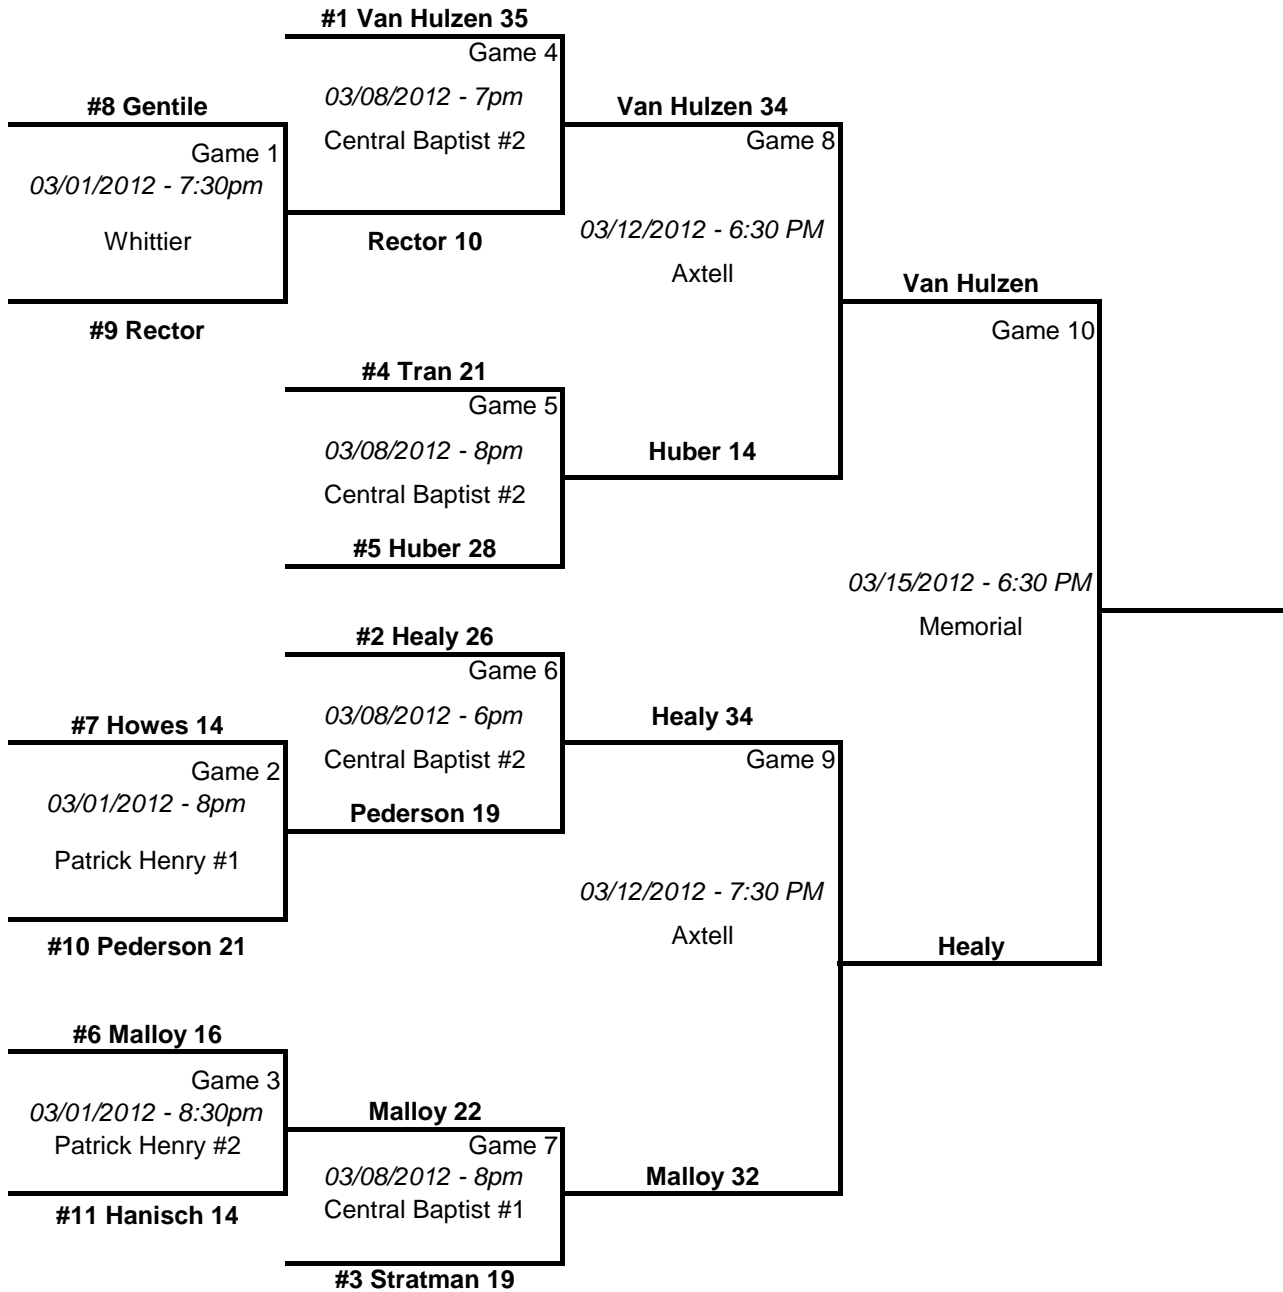 #1 Van Hulzen 35
Game 4
03/08/2012 - 7pm
Central Baptist #2
#8 Gentile
Game 1
03/01/2012 - 7:30pm
Whittier
#9 Rector
Rector 10
Van Hulzen 34
Game 8
03/12/2012 - 6:30 PM
Axtell
#4 Tran 21
Game 5
03/08/2012 - 8pm
Central Baptist #2
#5 Huber 28
Huber 14
Van Hulzen
Game 10
03/15/2012 - 6:30 PM
Memorial
#2 Healy 26
Game 6
03/08/2012 - 6pm
Central Baptist #2
#7 Howes 14
Game 2
03/01/2012 - 8pm
Patrick Henry #1
#10 Pederson 21
Pederson 19
Healy 34
Game 9
03/12/2012 - 7:30 PM
Axtell
Healy
#6 Malloy 16
Game 3
03/01/2012 - 8:30pm
Patrick Henry #2
#11 Hanisch 14
Malloy 22
Game 7
03/08/2012 - 8pm
Central Baptist #1
#3 Stratman 19
Malloy 32